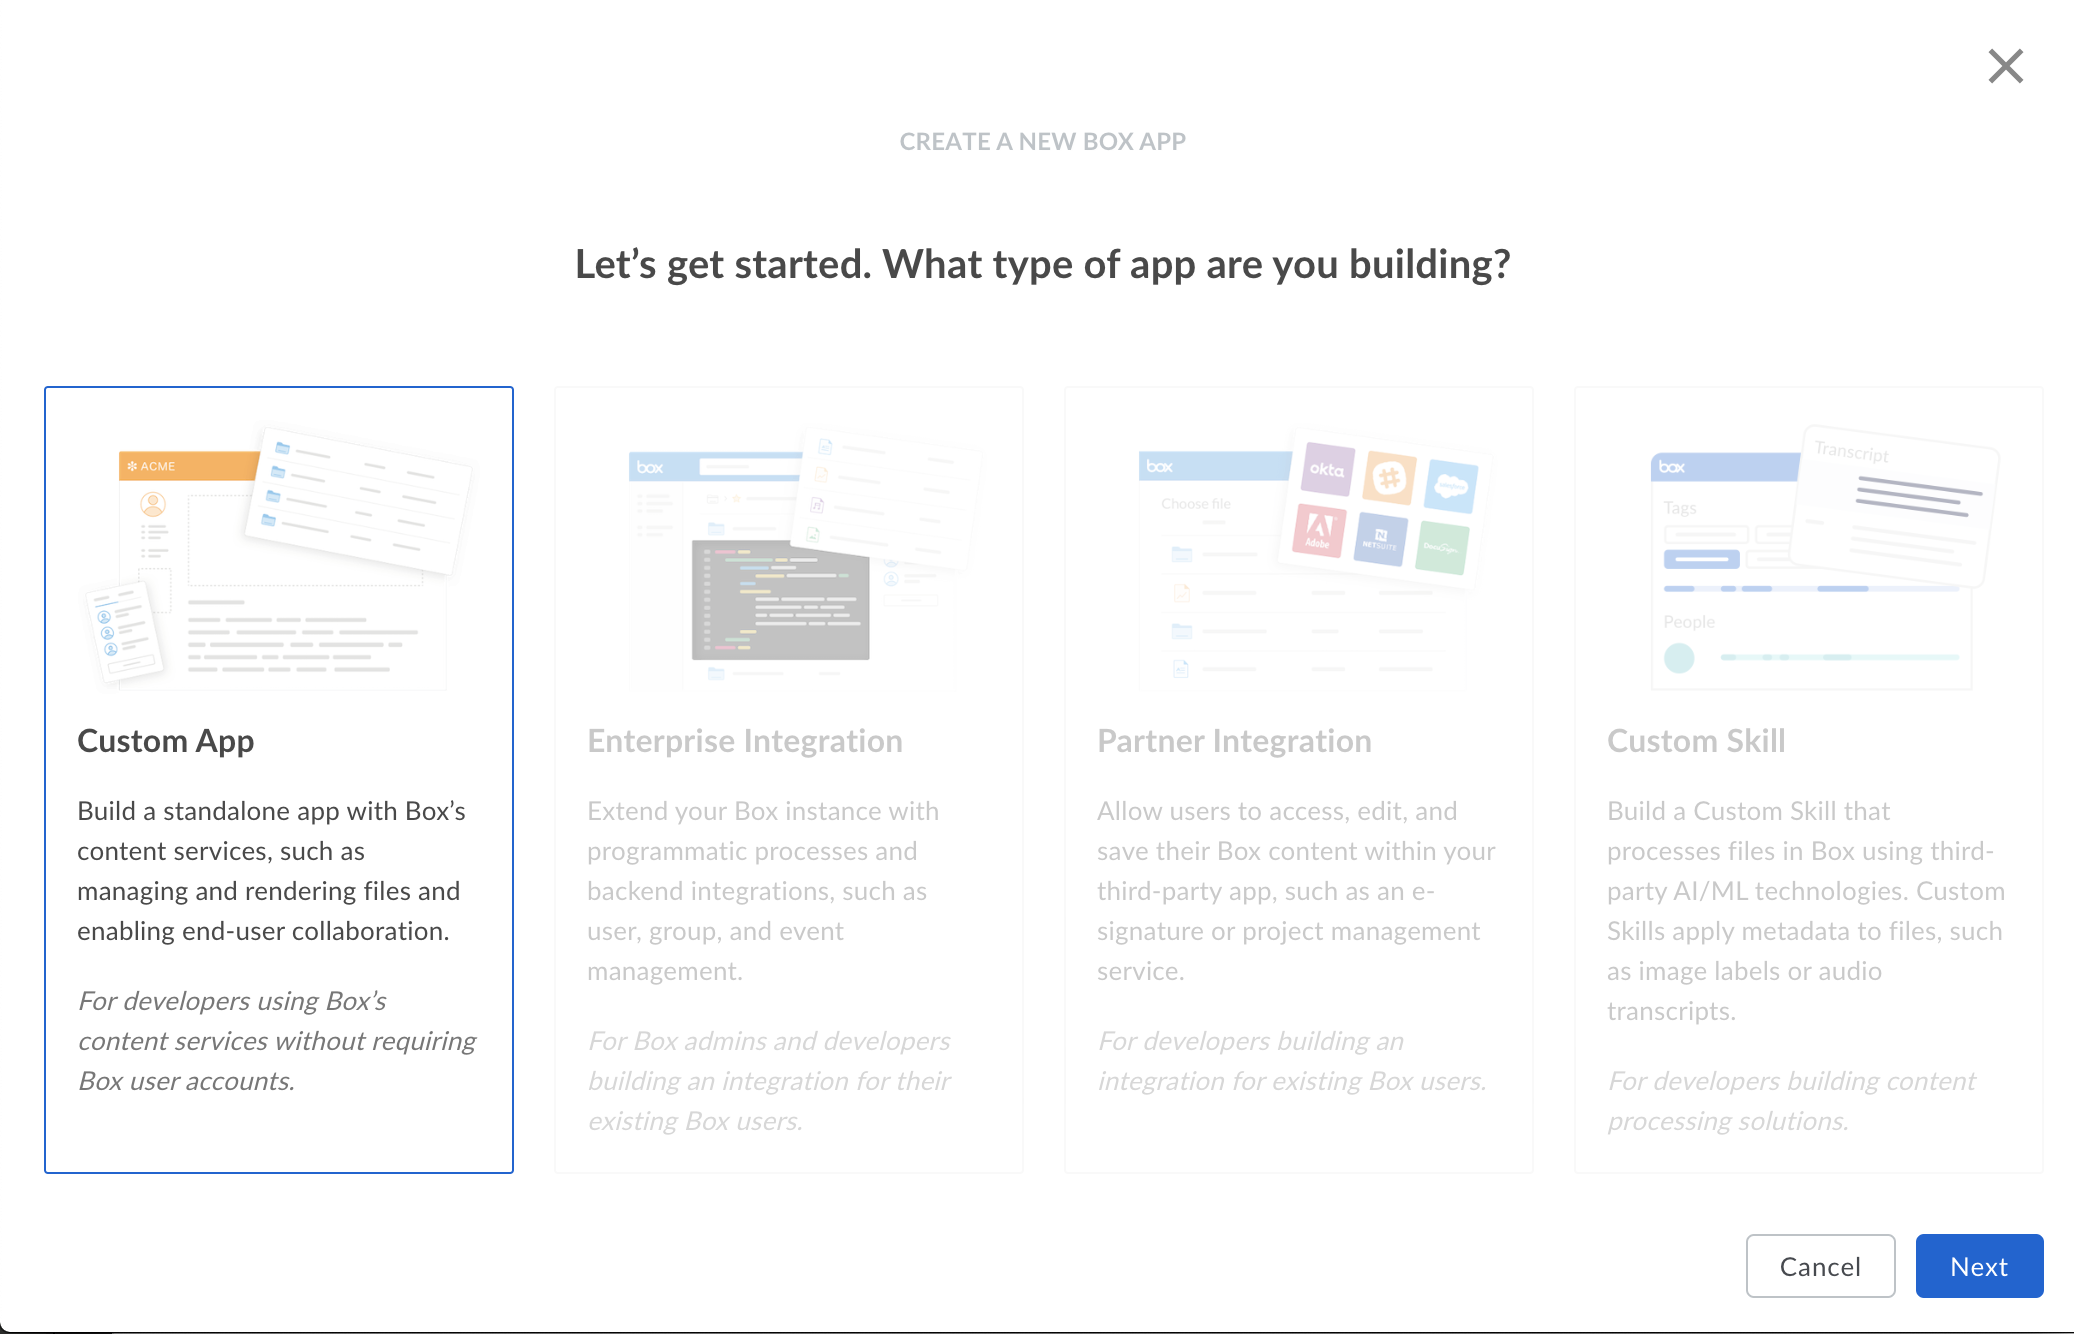 CREATE A NEW BOX APP
Let’s get started. What type of app are you building?
✻ ACME
box
box
Choose file
okta
Adobe
NETSUITE
DocuSign
box
Transcript
Tags
People
Custom App
Build a standalone app with Box’s
content services, such as
managing and rendering files and
enabling end-user collaboration.
For developers using Box’s
content services without requiring
Box user accounts.
Enterprise Integration
Extend your Box instance with
programmatic processes and
backend integrations, such as
user, group, and event
management.
For Box admins and developers
building an integration for their
existing Box users.
Partner Integration
Allow users to access, edit, and
save their Box content within your
third-party app, such as an e-
signature or project management
service.
For developers building an
integration for existing Box users.
Custom Skill
Build a Custom Skill that
processes files in Box using third-
party AI/ML technologies. Custom
Skills apply metadata to files, such
as image labels or audio
transcripts.
For developers building content
processing solutions.
Cancel
Next